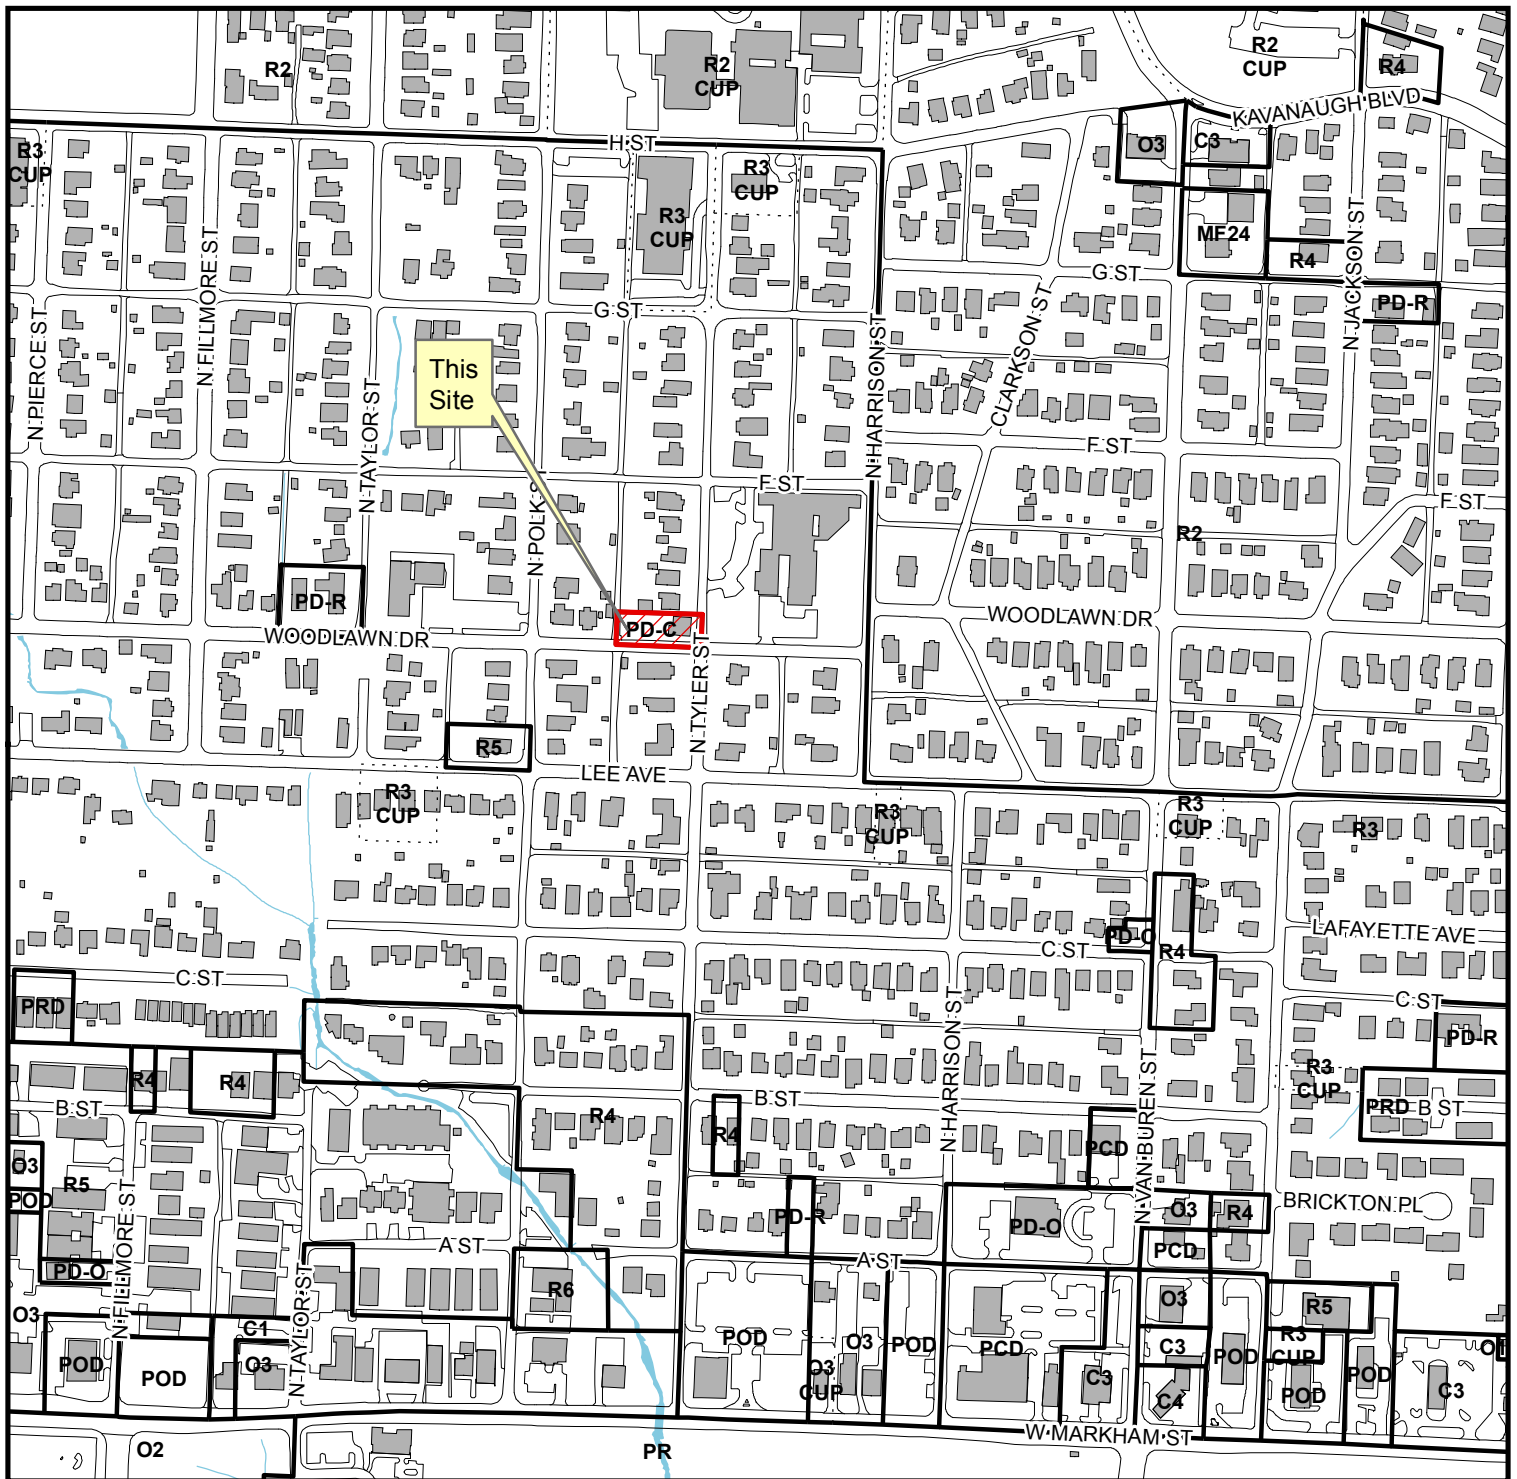 R2
R2
CUP
R2
CUP
R4
KAVANAUGH BLVD
R3
CUP
H ST
R3
CUP
O3
C3
R3
CUP
MF24
R4
G ST
N FILLMORE ST
N JACKSON ST
PD-R
G ST
N PIERCE ST
N HARRISON ST
CLARKSON ST
This
Site
N TAYLOR ST
F ST
F ST
F ST
N POLK S
R2
PD-R
WOODLAWN DR
PD-C
WOODLAWN DR
N TYLER ST
R5
LEE AVE
R3
CUP
R3
CUP
R3
CUP
R3
PD-O
C ST
R4
LAFAYETTE AVE
C ST
C ST
PRD
N HARRISON ST
PD-R
R4
R4
R3
CUP
B ST
R4
B ST
R4
N VAN BUREN ST
PRD
B ST
PCD
O3
R5
POD
N FILLMORE ST
PD-R
PD-O
O3
R4
BRICKTON PL
A ST
A ST
PCD
PD-O
R6
O3
R5
O3
C1
N TAYLOR ST
POD
POD
O3
POD
O3
POD
PCD
C3
R3
CUP
O3
CUP
C3
POD
POD
POD
C4
C3
W MARKHAM ST
O2
PR